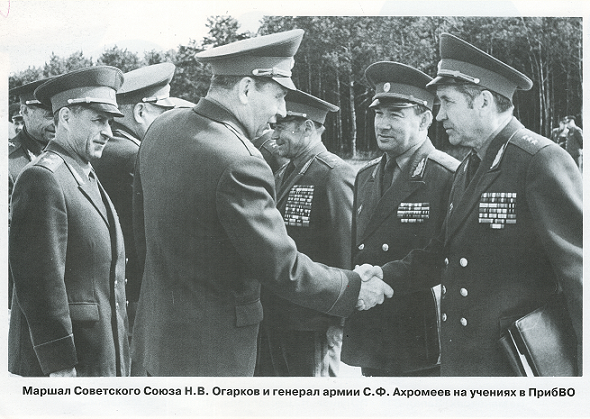 Маршал Советского Союза Н.В. Огарков и генерал армии С.Ф. Ахромеев на учениях в ПрибВО